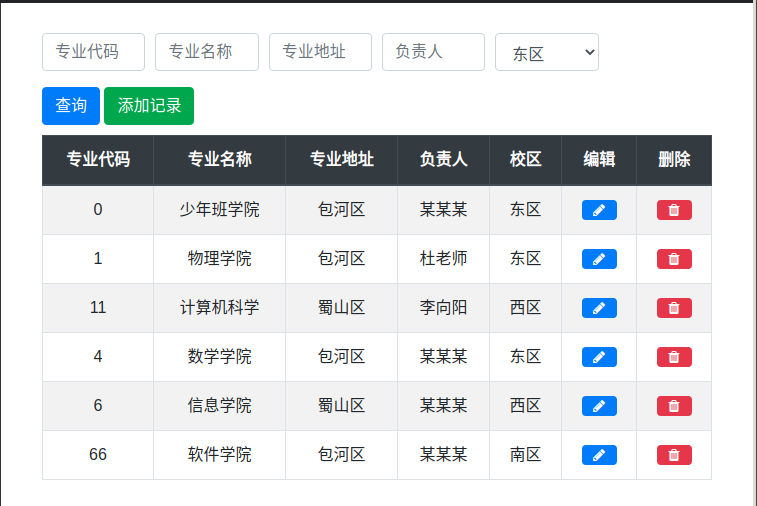 专业代码 专业名称 专业地址 负责人 东区
查询 添加记录
专业代码 专业名称 专业地址 负责人 校区 编辑 删除
0 少年班学院 包河区 某某某 东区
1 物理学院 包河区 杜老师 东区
11 计算机科学 蜀山区 李向阳 西区
4 数学学院 包河区 某某某 东区
6 信息学院 蜀山区 某某某 西区
66 软件学院 包河区 某某某 南区